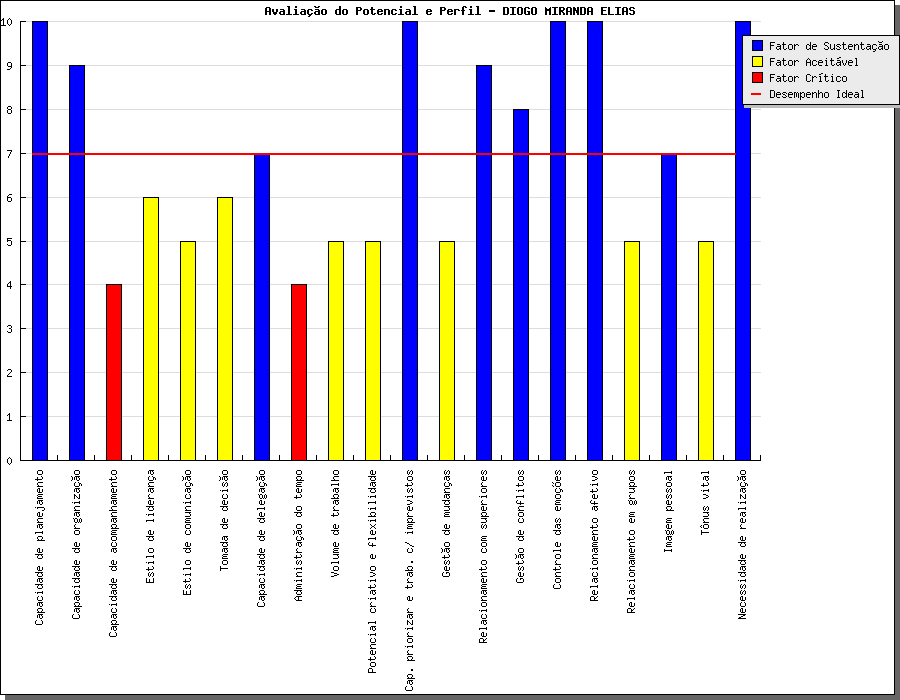 Avaliação do Potencial e Perfil - DIOGO MIRANDA ELIAS
Fator de Sustentação
Fator Aceitável
Fator Crítico
Desempenho Ideal
10
9
8
7
6
5
4
3
2
1
0
Capacidade de planejamento
Capacidade de organização
Capacidade de acompanhamento
Estilo de liderança
Estilo de comunicação
Tomada de decisão
Capacidade de delegação
Administração do tempo
Volume de trabalho
Potencial criativo e flexibilidade
Cap. priorizar e trab. c/ imprevistos
Gestão de mudanças
Relacionamento com superiores
Gestão de conflitos
Controle das emoções
Relacionamento afetivo
Relacionamento em grupos
Imagem pessoal
Tônus vital
Necessidade de realização